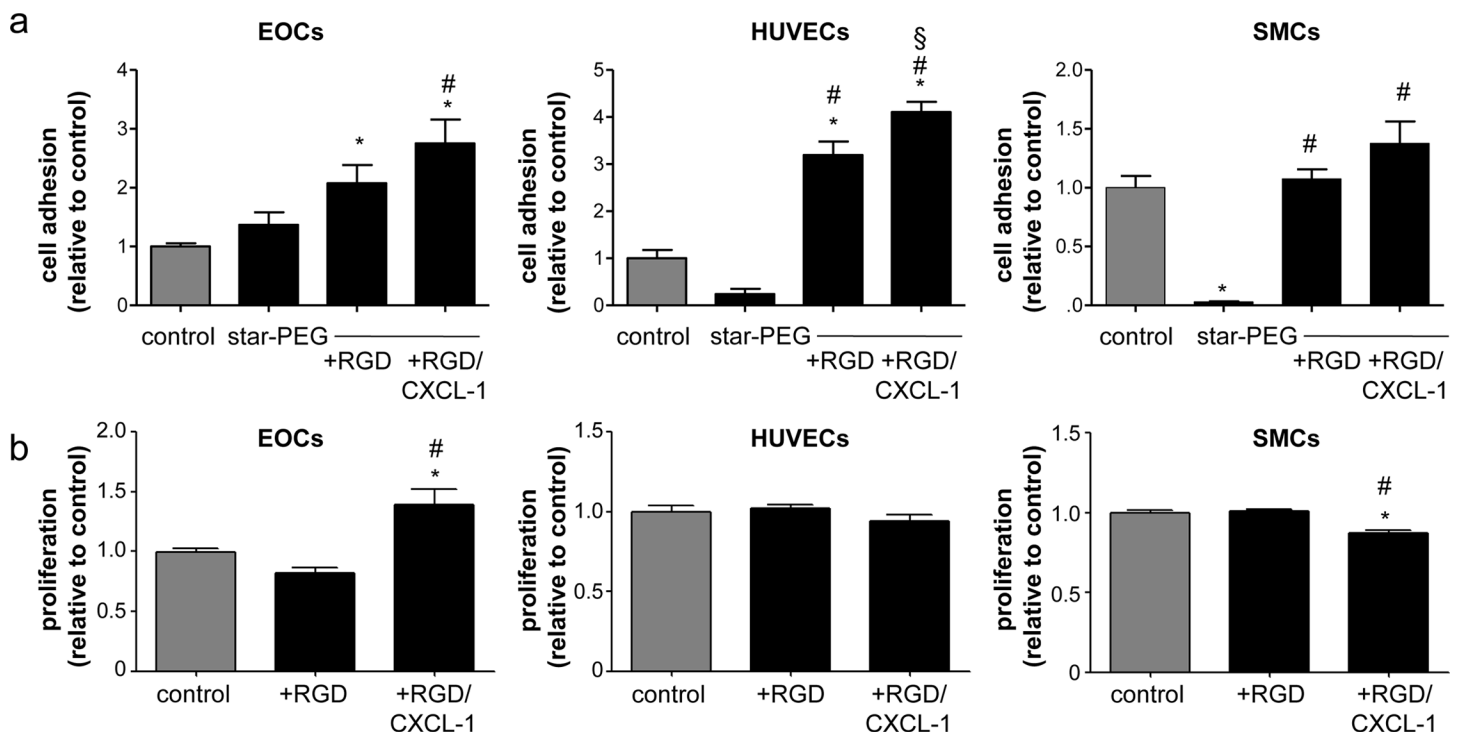 a
EOCs
HUVECs
SMCs
cell adhesion
(relative to control)
4
3
2
1
0
*
#
*
control
star-PEG
+RGD
+RGD/
CXCL-1
cell adhesion
(relative to control)
5
4
3
2
1
0
#
*
§
#
*
control
star-PEG
+RGD
+RGD/
CXCL-1
cell adhesion
(relative to control)
2.0
1.5
1.0
0.5
.0
*
#
#
control
star-PEG
+RGD
+RGD/
CXCL-1
b
EOCs
HUVECs
SMCs
proliferation
(relative to control)
2.0
1.5
1.0
0.5
0
#
*
control
+RGD
+RGD/
CXCL-1
proliferation
(relative to control)
1.5
1.0
0.5
0
control
+RGD
+RGD/
CXCL-1
proliferation
(relative to control)
1.5
1.0
0.5
0
#
*
control
+RGD
+RGD/
CXCL-1